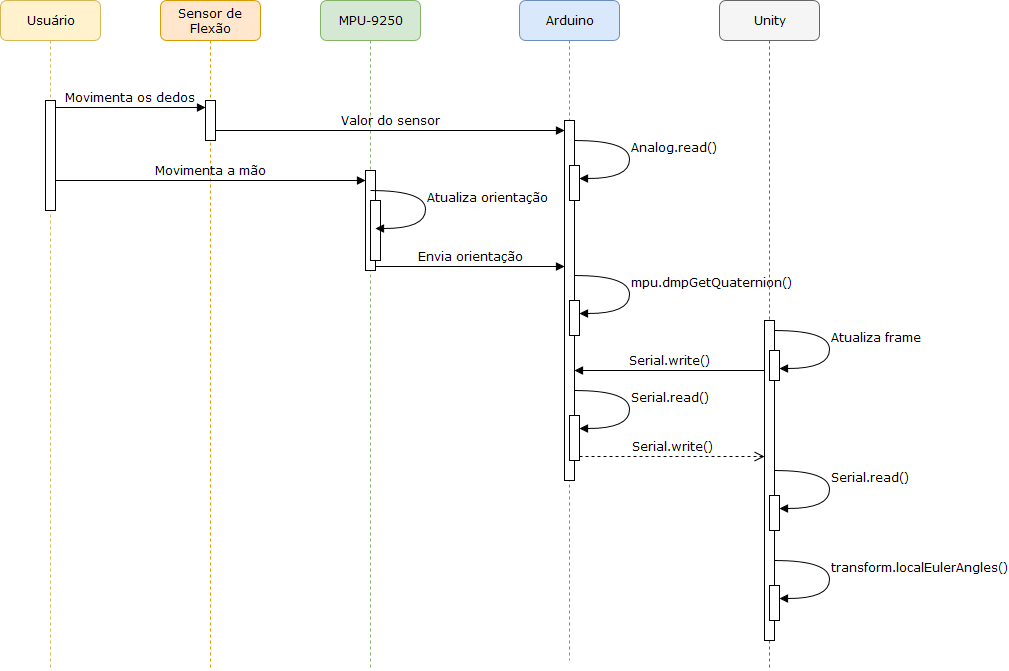 Usuário
Sensor de
Flexão
MPU-9250
Arduino
Unity
Movimenta os dedos
Valor do sensor
Analog.read()
Movimenta a mão
Atualiza orientação
Envia orientação
mpu.dmpGetQuaternion()
Atualiza frame
Serial.write()
Serial.read()
Serial.write()
Serial.read()
transform.localEulerAngles()